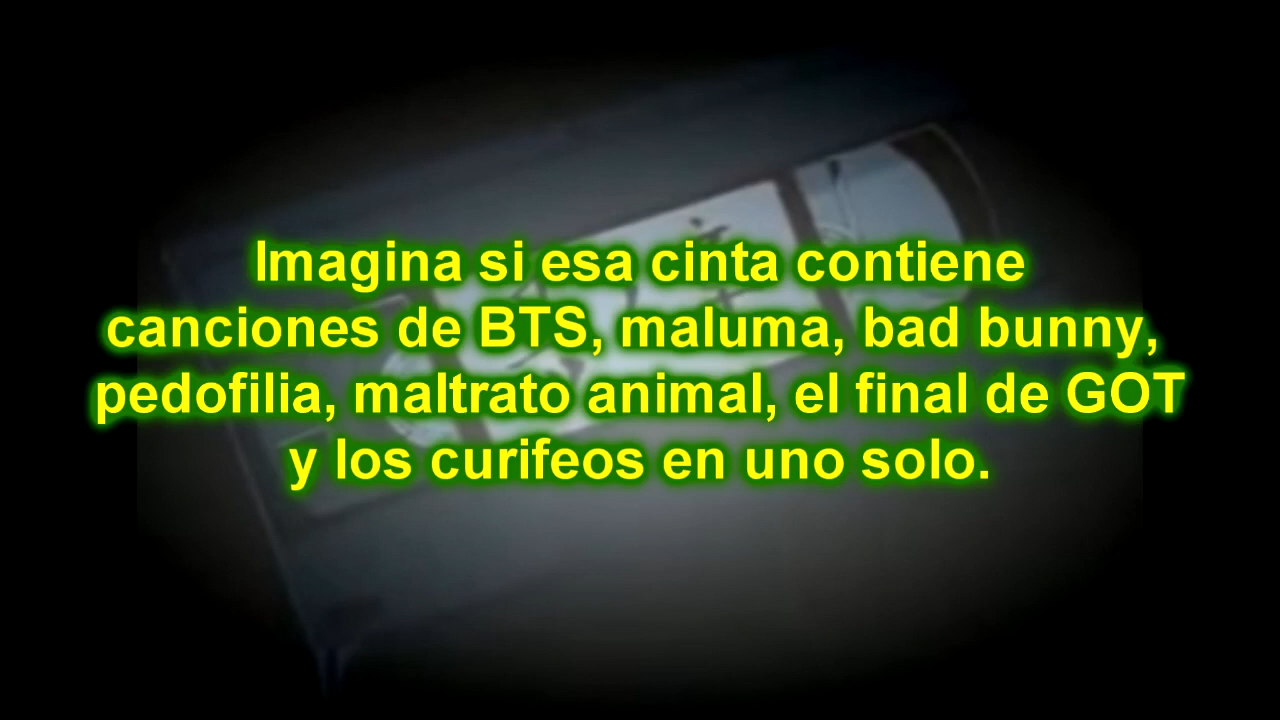 Imagina si esa cinta contiene
canciones de BTS, maluma, bad bunny,
pedofilia, maltrato animal, el final de GOT
y los curifeos en uno solo.